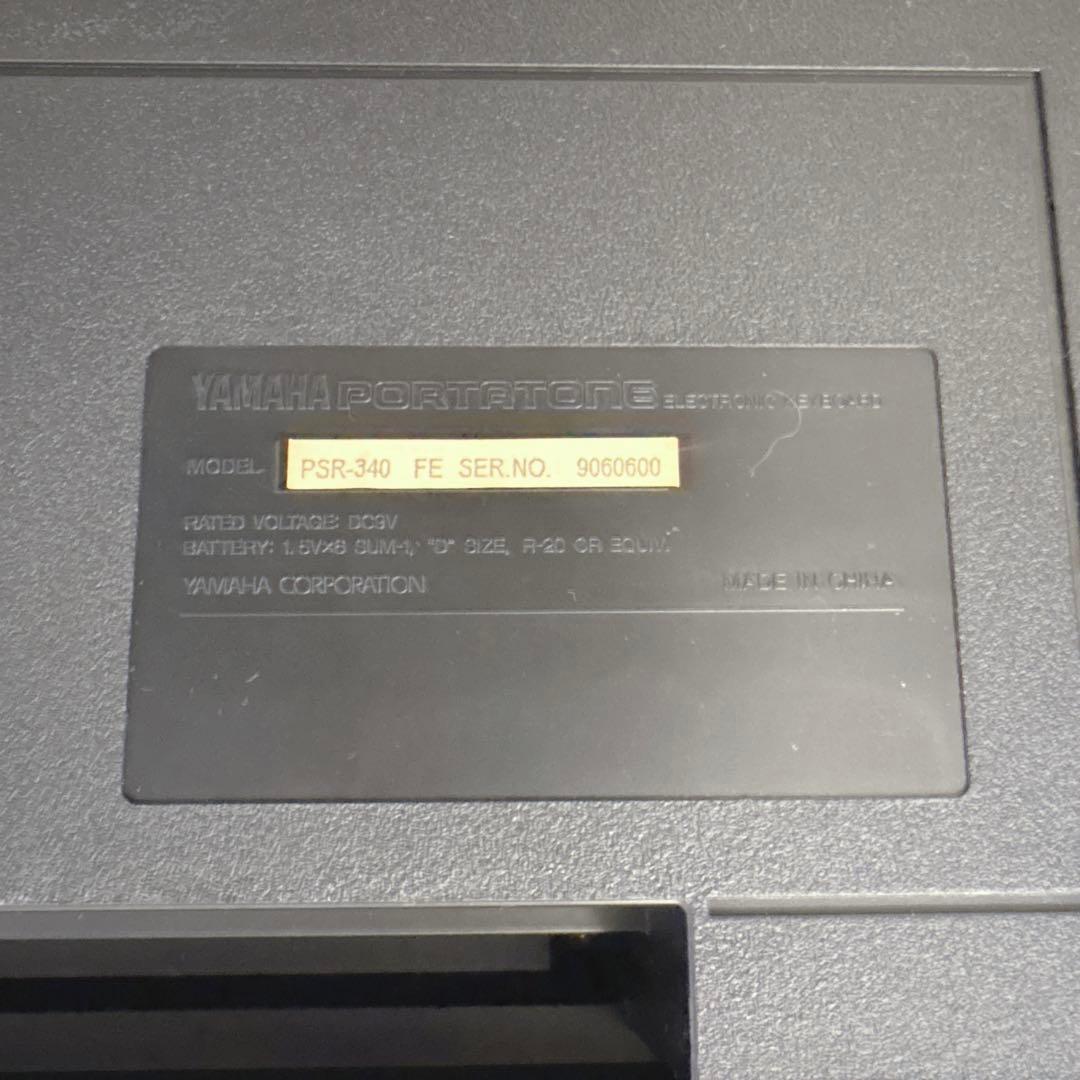 YAMAHA PORTATONE ELECTRONIC KEYBOARD
MODEL PSR-340 FE SER.NO. 9060600
RATED VOLTAGE: DC9V
BATTERY: 1.5V×6 SUM-1, "D" SIZE, R-20 OR EQUIV.
YAMAHA CORPORATION MADE IN CHINA